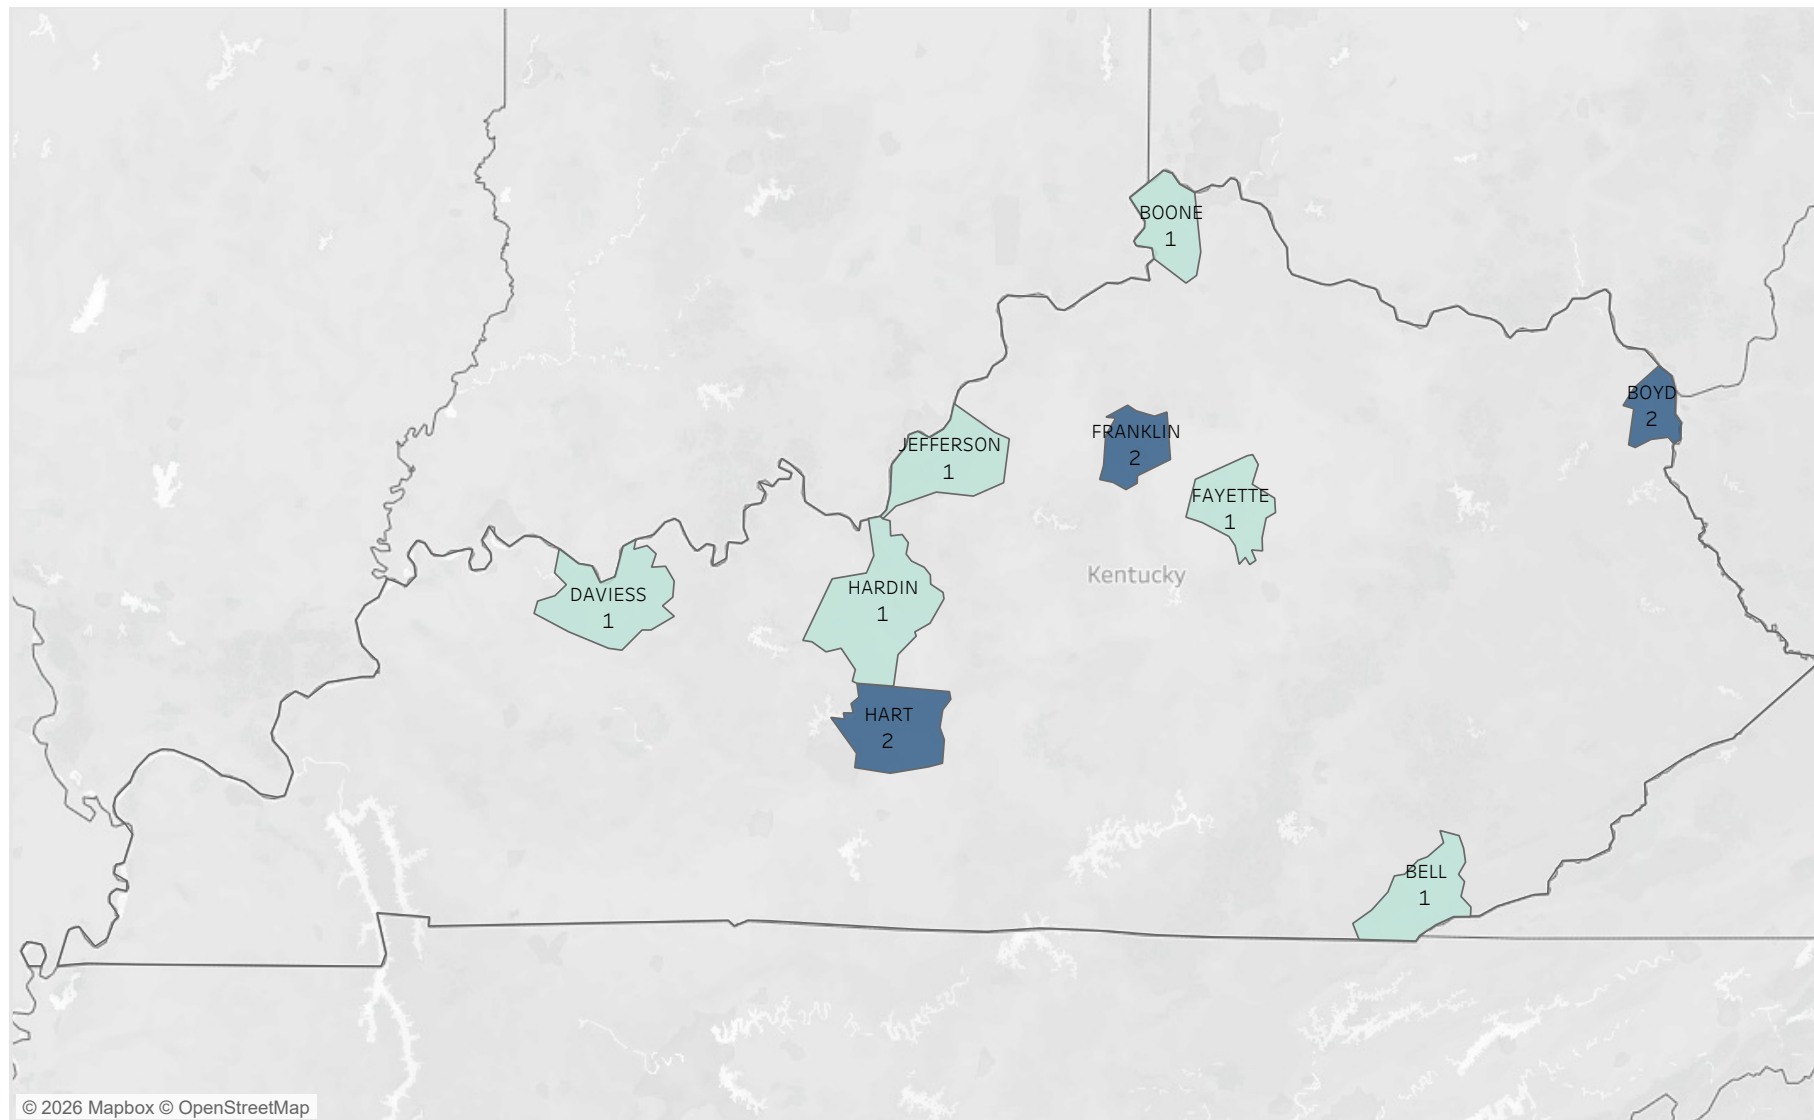 BOONE
1
BOYD
2
FRANKLIN
2
JEFFERSON
1
FAYETTE
1
Kentucky
DAVIESS
1
HARDIN
1
HART
2
BELL
1
© 2026 Mapbox © OpenStreetMap